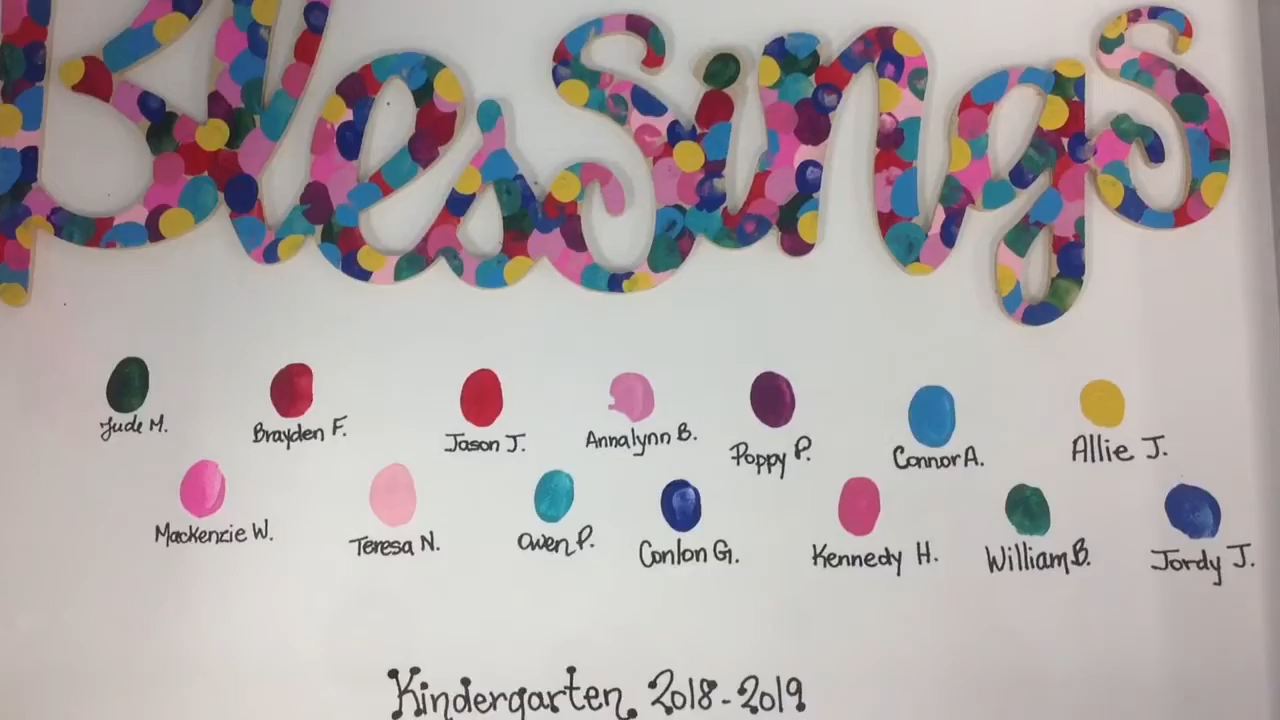 Blessings
Jude M. Brayden F. Jason J. Annalynn B. Poppy P. Connor A. Allie J.
Mackenzie W. Teresa N. Owen P. Conlon G. Kennedy H. William B. Jordy J.
Kindergarten 2018-2019